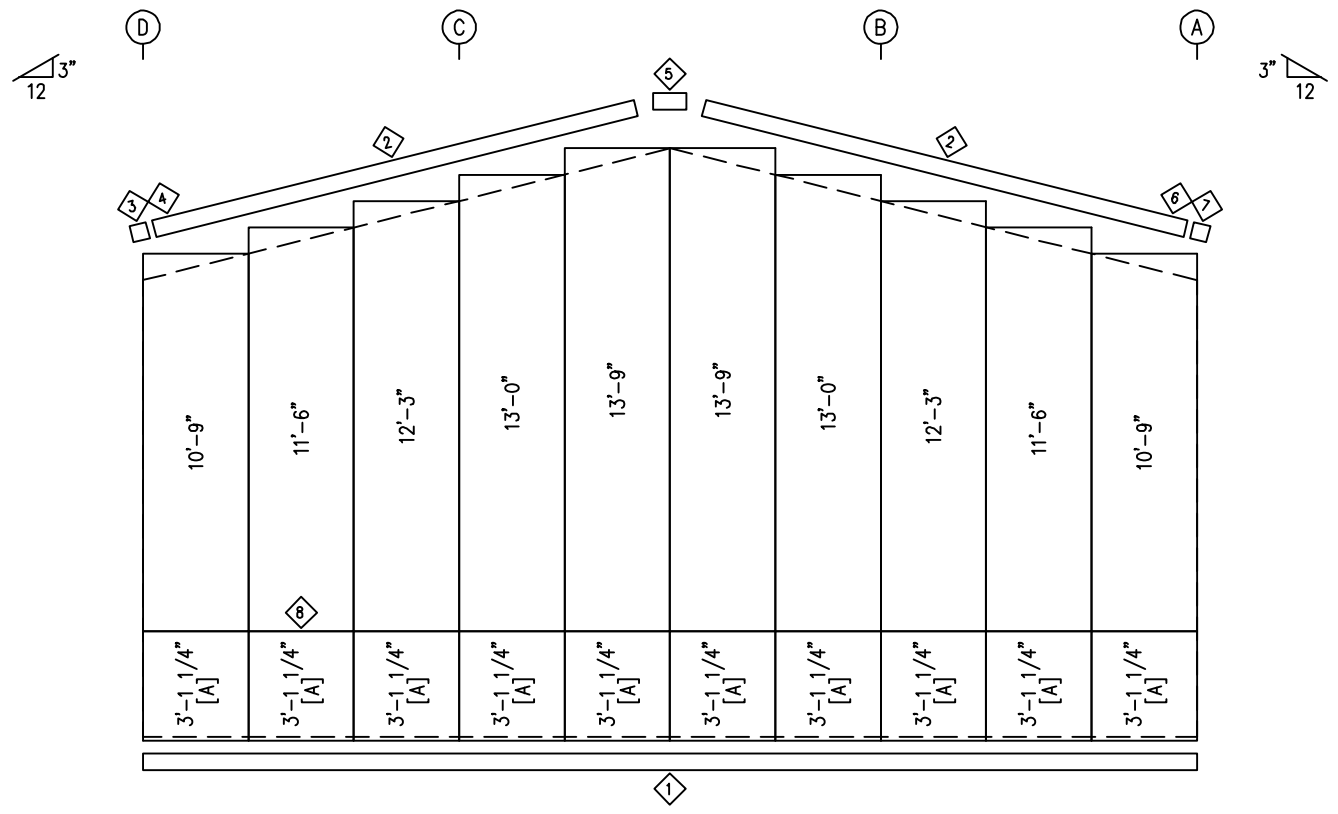 D
C
B
A
3"
12
3"
12
5
2
2
3
4
6
7
10'-9"
11'-6"
12'-3"
13'-0"
13'-9"
13'-9"
13'-0"
12'-3"
11'-6"
10'-9"
8
3'-1 1/4"
[A]
3'-1 1/4"
[A]
3'-1 1/4"
[A]
3'-1 1/4"
[A]
3'-1 1/4"
[A]
3'-1 1/4"
[A]
3'-1 1/4"
[A]
3'-1 1/4"
[A]
3'-1 1/4"
[A]
3'-1 1/4"
[A]
1